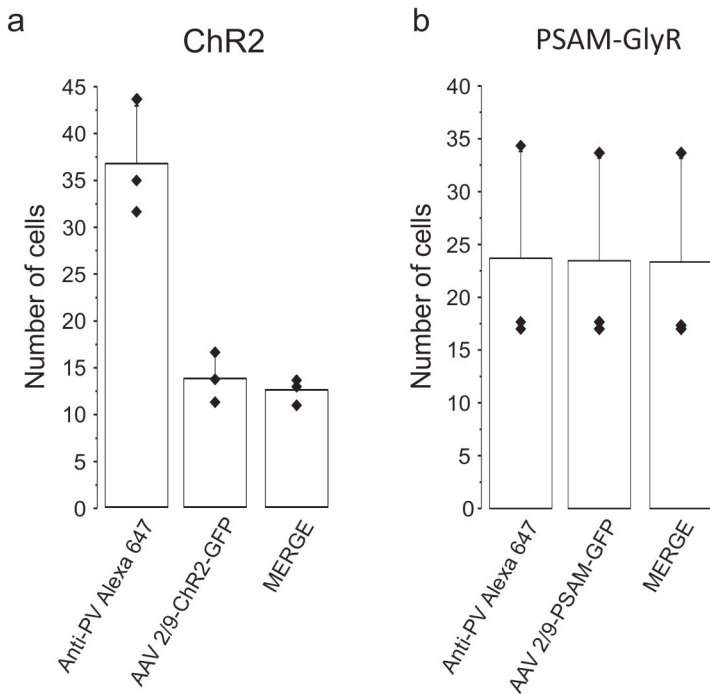 a
ChR2
Number of cells
45
40
35
30
25
20
15
10
5
0
Anti-PV Alexa 647
AAV 2/9-ChR2-GFP
MERGE
b
PSAM-GlyR
Number of cells
40
35
30
25
20
15
10
5
0
Anti-PV Alexa 647
AAV 2/9-PSAM-GFP
MERGE